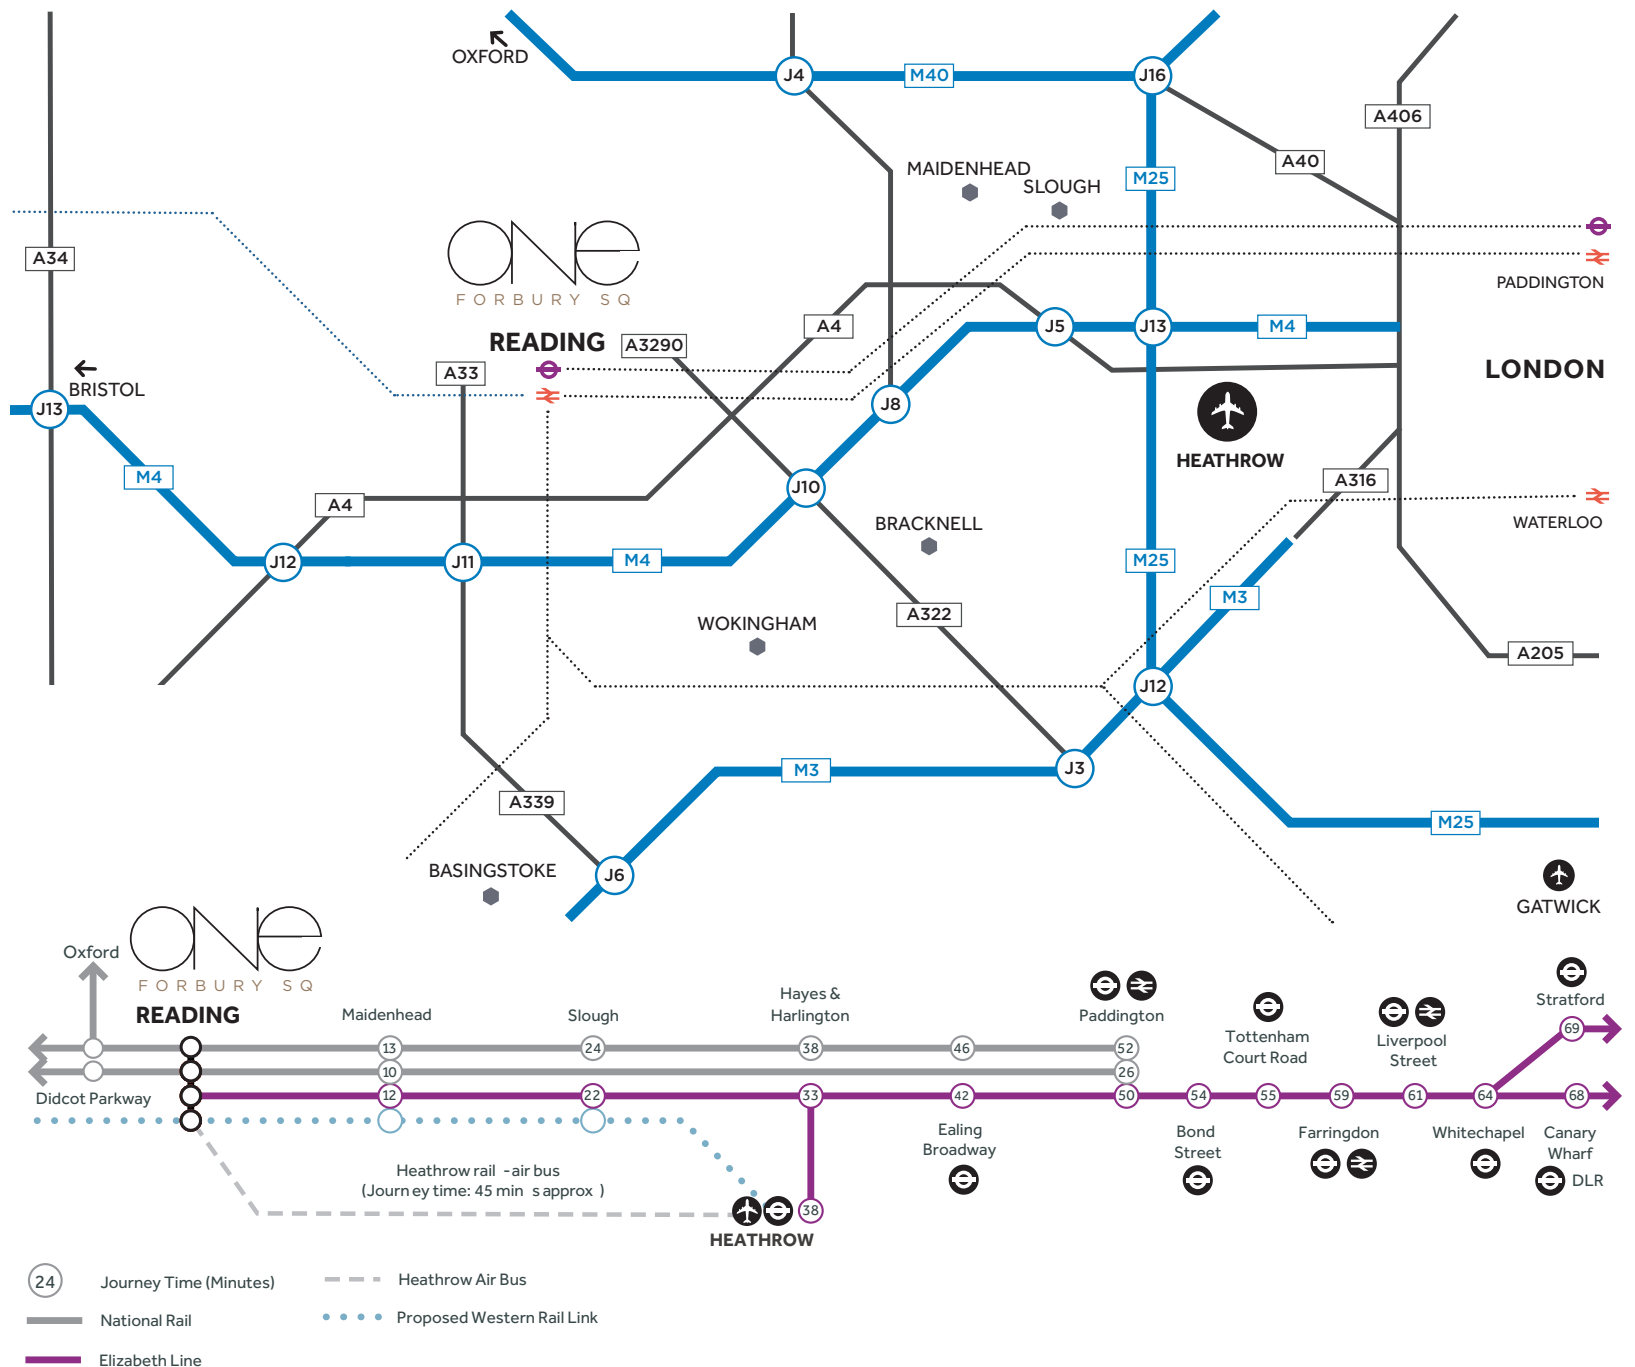 OXFORD
J4
M40
J16
A406
A40
MAIDENHEAD
SLOUGH
M25
A34
ONE
FORBURY SQ
READING
PADDINGTON
A4
A3290
J5
J13
M4
LONDON
A33
BRISTOL
J13
J8
HEATHROW
M4
A4
J10
A316
BRACKNELL
WATERLOO
J12
J11
M4
M25
M3
A322
WOKINGHAM
A205
J12
M3
J3
A339
M25
BASINGSTOKE
J6
GATWICK
ONE
FORBURY SQ
READING
Oxford
Maidenhead
Slough
Hayes &
Harlington
Paddington
Tottenham
Court Road
Liverpool
Street
Stratford
69
13
24
38
46
52
10
26
Didcot Parkway
12
22
33
42
50
54
55
59
61
64
68
Ealing
Broadway
Bond
Street
Farringdon
Whitechapel
Canary
Wharf
DLR
Heathrow rail -air bus
(Journey time: 45 min s approx )
38
HEATHROW
24
Journey Time (Minutes)
Heathrow Air Bus
National Rail
Proposed Western Rail Link
Elizabeth Line